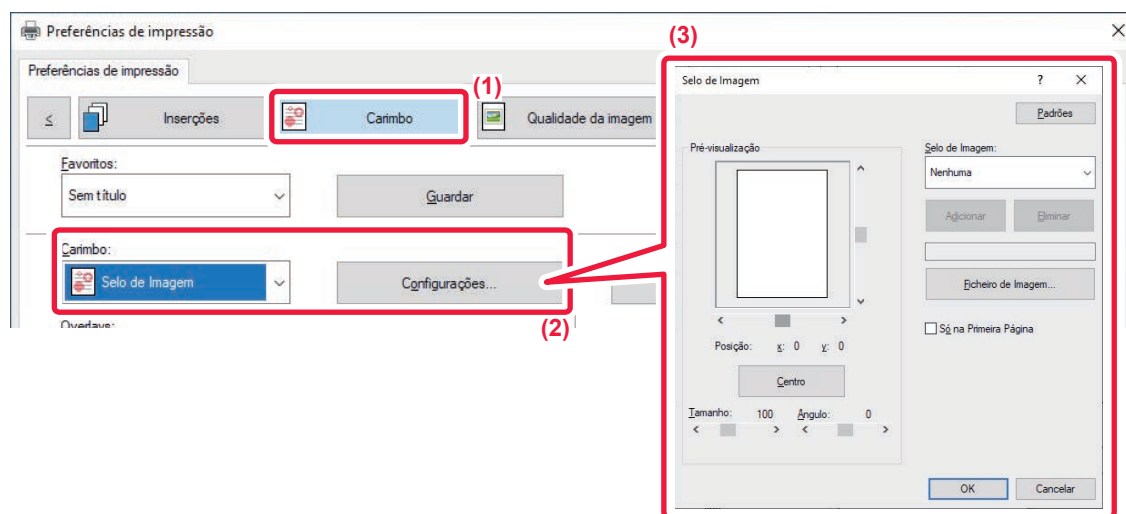 Preferências de impressão
Preferências de impressão
(1)
< Inserções Carimbo Qualidade da imagem
Favoritos:
Sem título Guardar
Carimbo:
Selo de Imagem Configurações...
(2)
Overlays:
(3)
Selo de Imagem ? X
Padrões
Pré-visualização
Selo de Imagem:
Nenhuma
Adicionar Eliminar
Ficheiro de Imagem...
Só na Primeira Página
Posição: x: 0 y: 0
Centro
Tamanho: 100 Ângulo: 0
OK Cancelar